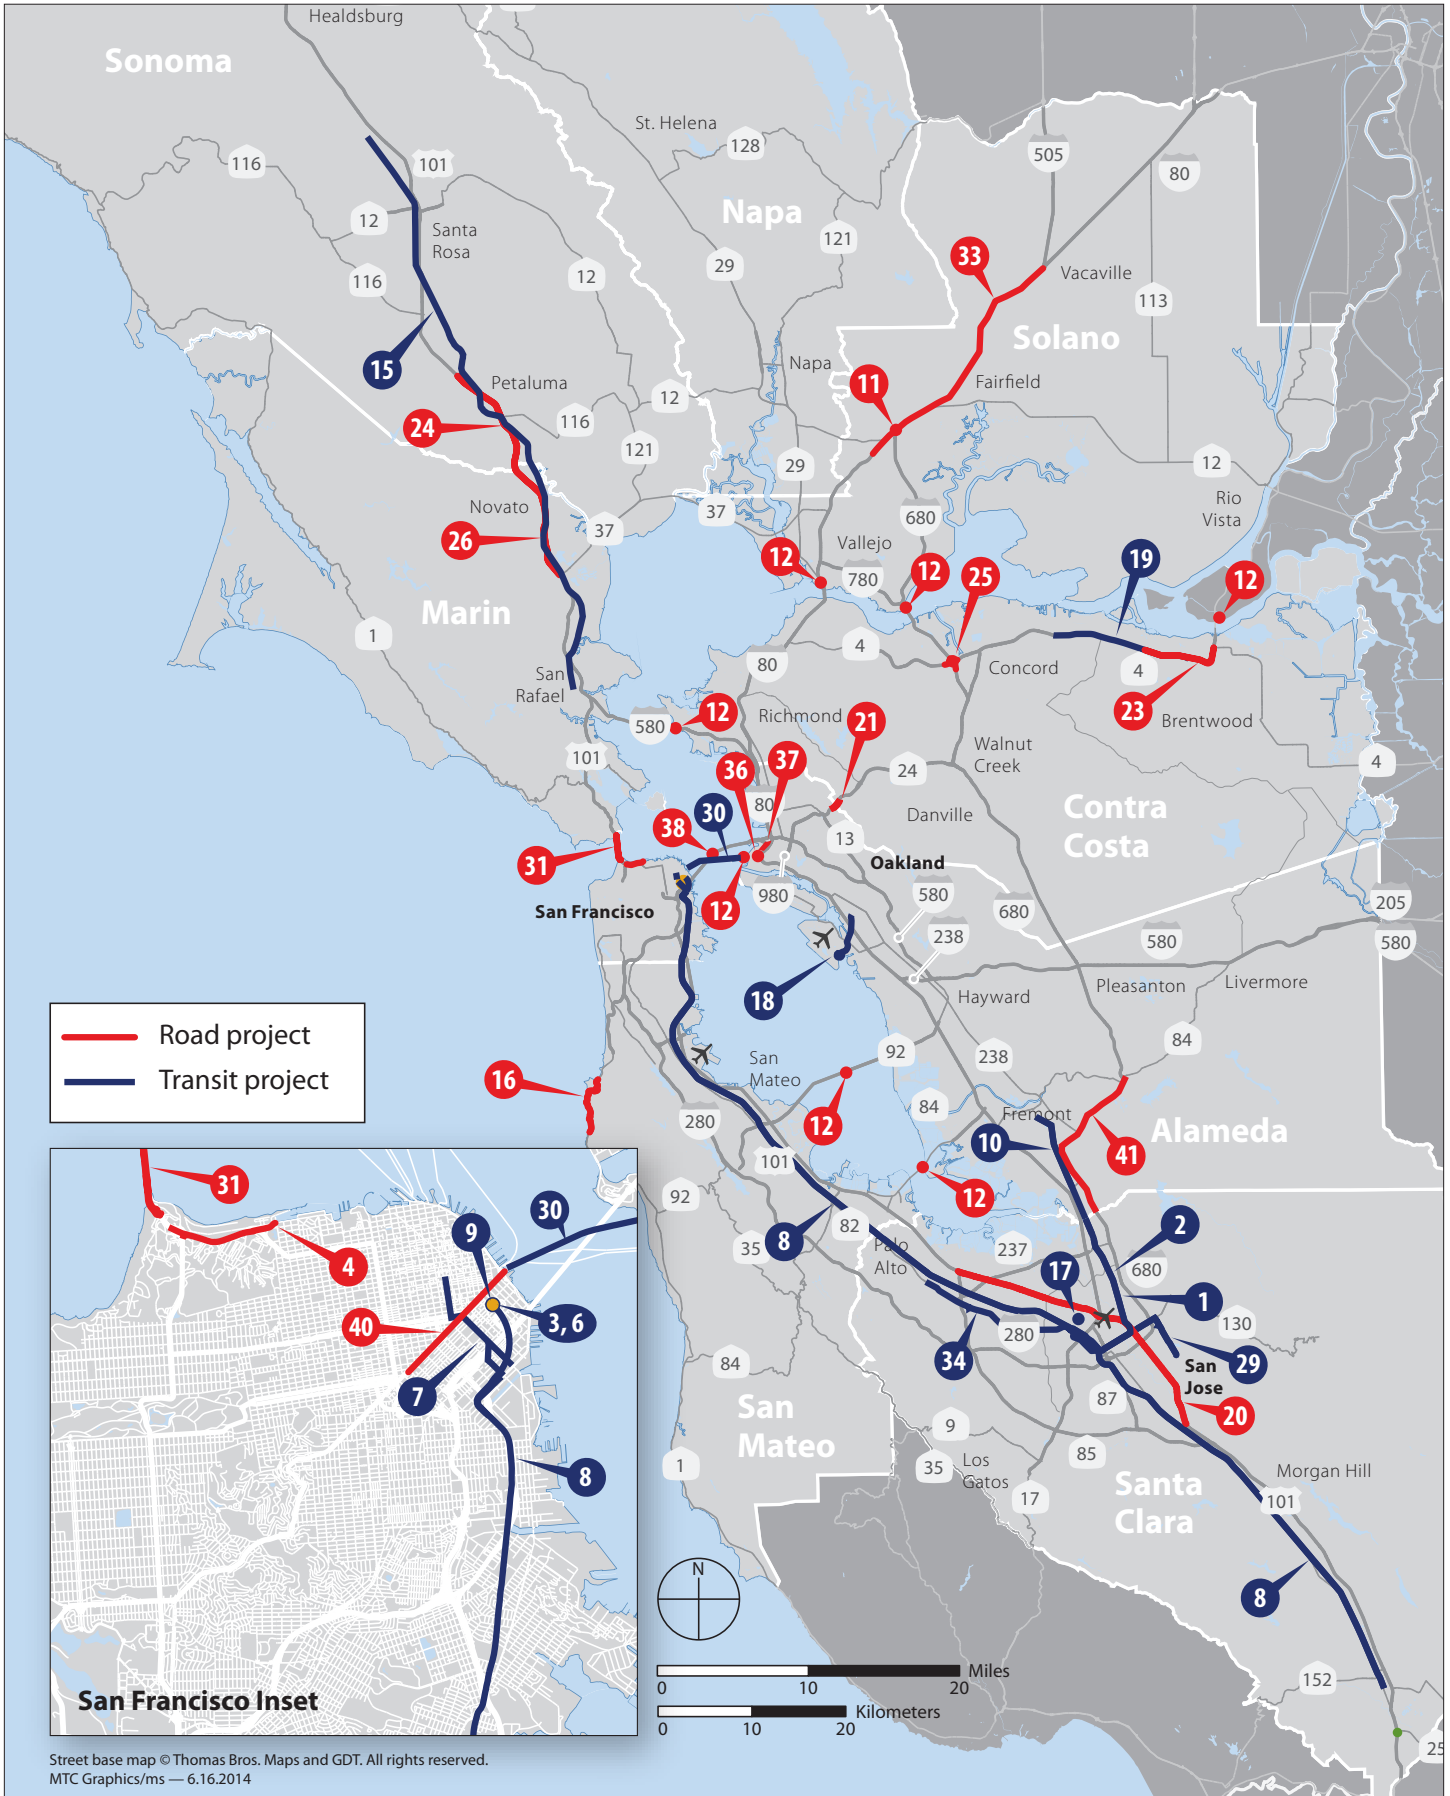 Healdsburg
Sonoma
St. Helena
128
505
80
116
101
12
Santa
Rosa
Napa
121
29
116
12
33
Vacaville
113
Solano
15
Petaluma
Napa
11
Fairfield
12
116
24
121
29
12
Rio
Vista
Novato
37
37
680
26
Vallejo
12
780
12
25
19
12
Marin
1
4
Concord
4
80
San
Rafael
12
Richmond
21
23
Brentwood
580
101
Walnut
Creek
36
37
24
4
80
30
38
Danville
Contra
Costa
13
31
Oakland
980
580
680
205
San Francisco
12
238
580
580
18
Hayward
Pleasanton
Livermore
Road project
Transit project
84
San
Mateo
92
238
16
84
280
12
Fremont
10
41
Alameda
101
92
12
82
2
8
35
Palo
Alto
237
17
680
1
130
280
34
29
San
Jose
84
87
20
San
Mateo
9
85
35
Los
Gatos
Morgan Hill
1
17
Santa
Clara
101
8
152
25
31
30
9
4
40
3, 6
7
8
San Francisco Inset
N
Miles
0
10
20
Kilometers
0
10
20
Street base map © Thomas Bros. Maps and GDT. All rights reserved.
MTC Graphics/ms — 6.16.2014